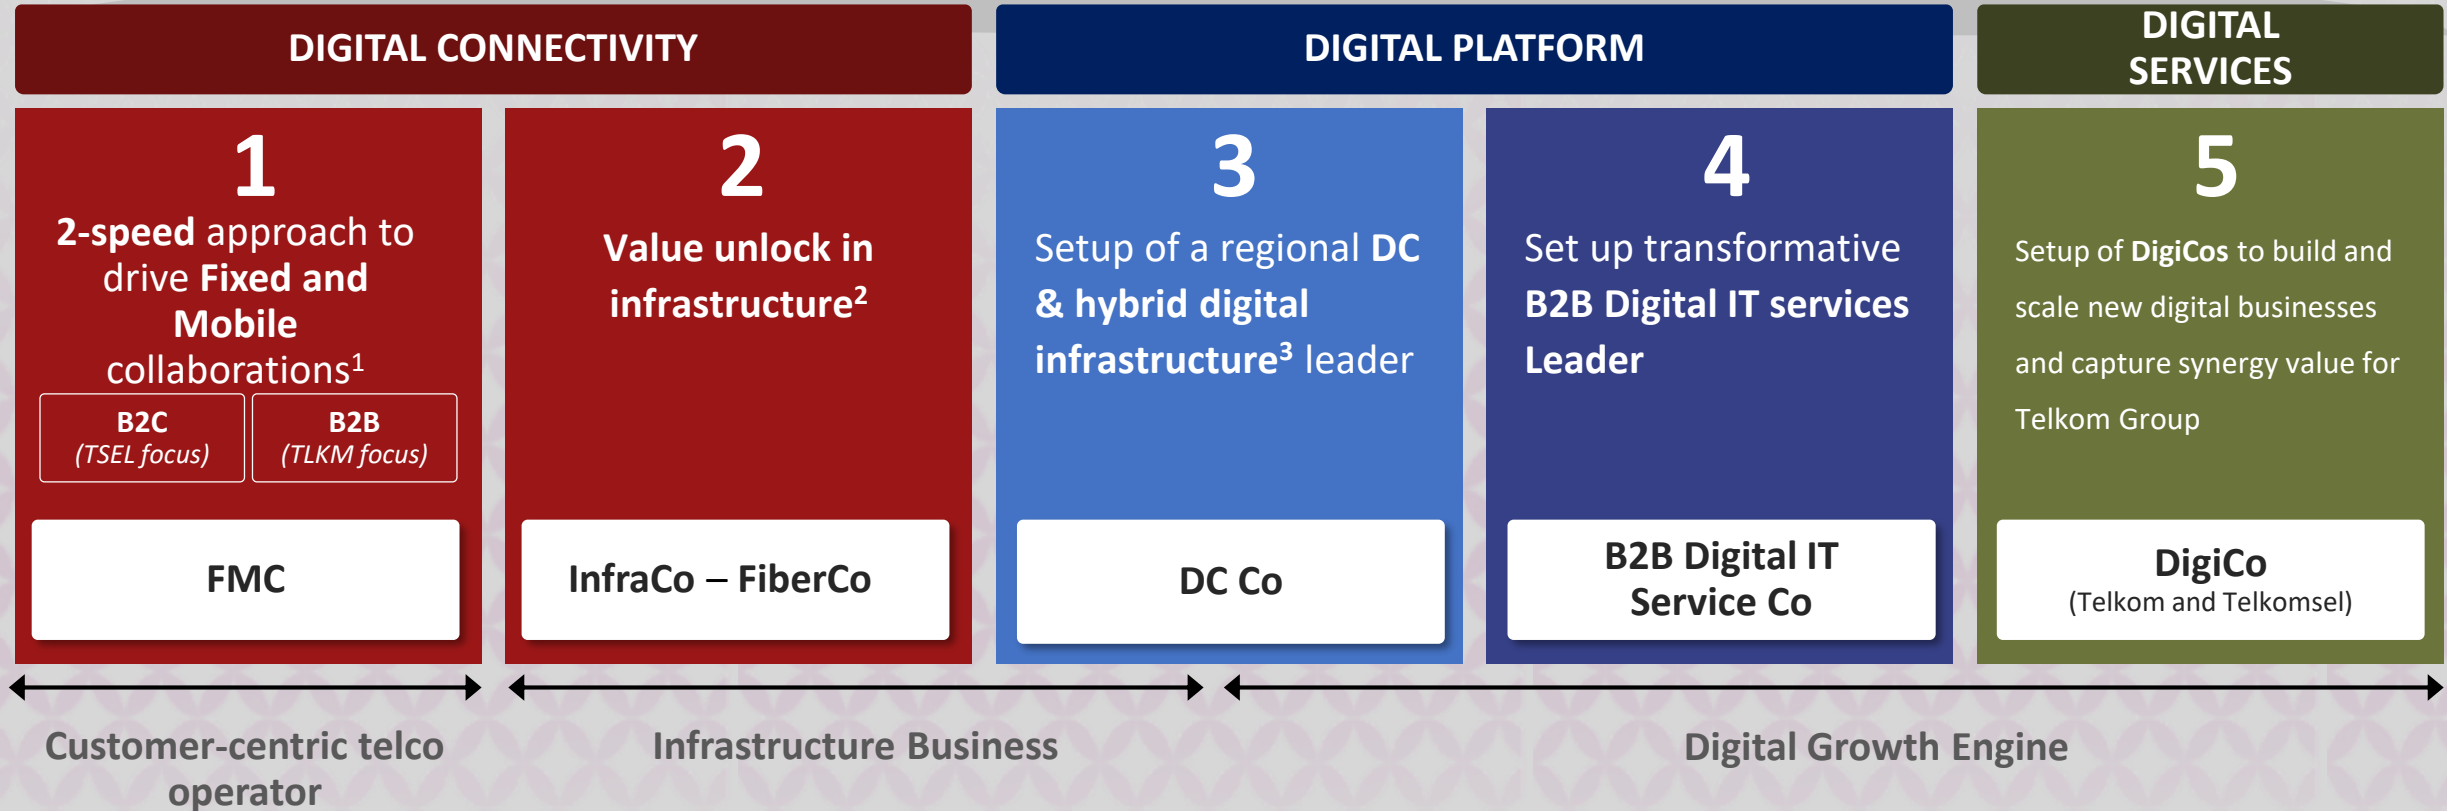 DIGITAL CONNECTIVITY
DIGITAL PLATFORM
DIGITAL
SERVICES
1
2-speed approach to
drive Fixed and
Mobile
collaborations¹
B2C
(TSEL focus)
B2B
(TLKM focus)
FMC
2
Value unlock in
infrastructure²
InfraCo – FiberCo
3
Setup of a regional DC
& hybrid digital
infrastructure³ leader
DC Co
4
Set up transformative
B2B Digital IT services
Leader
B2B Digital IT
Service Co
5
Setup of DigiCos to build and
scale new digital businesses
and capture synergy value for
Telkom Group
DigiCo
(Telkom and Telkomsel)
Customer-centric telco
operator
Infrastructure Business
Digital Growth Engine